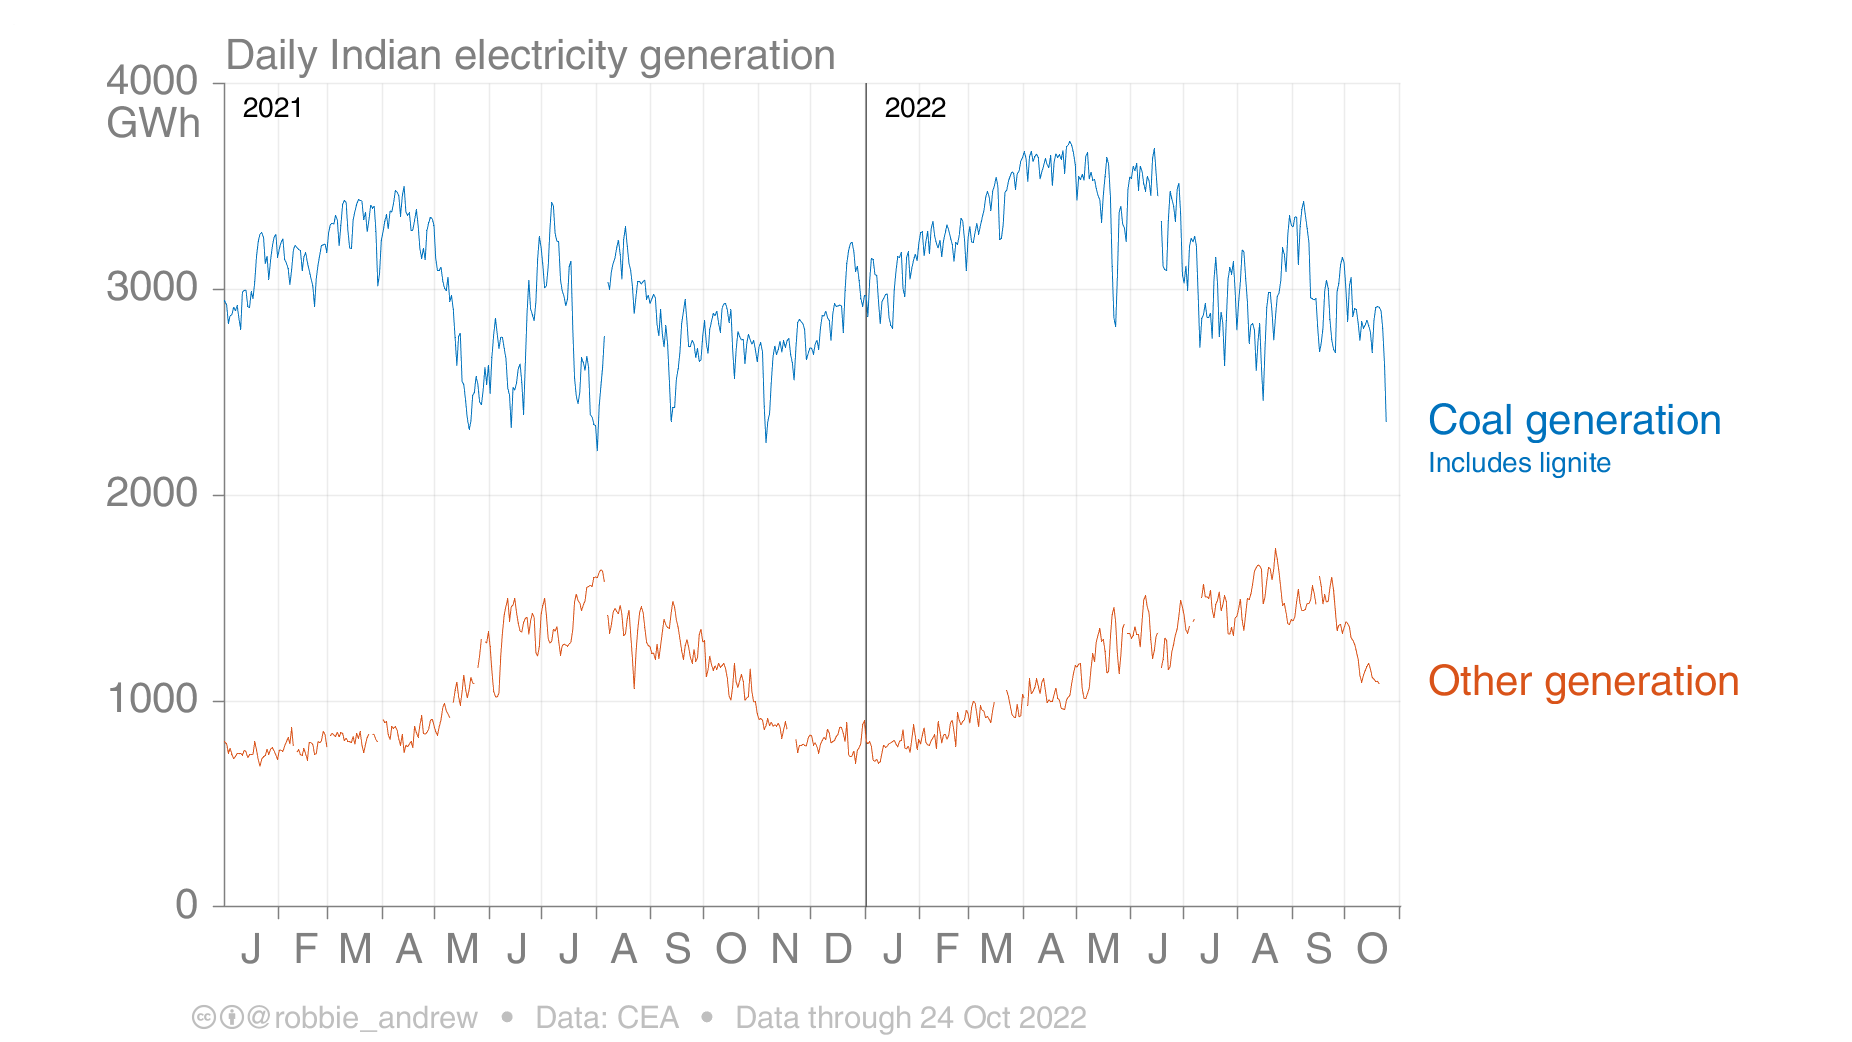 Daily Indian electricity generation
4000
GWh
2021
2022
3000
2000
1000
0
Coal generation
Includes lignite
Other generation
J F M A M J J A S O N D J F M A M J J A S O
cc @robbie_andrew • Data: CEA • Data through 24 Oct 2022